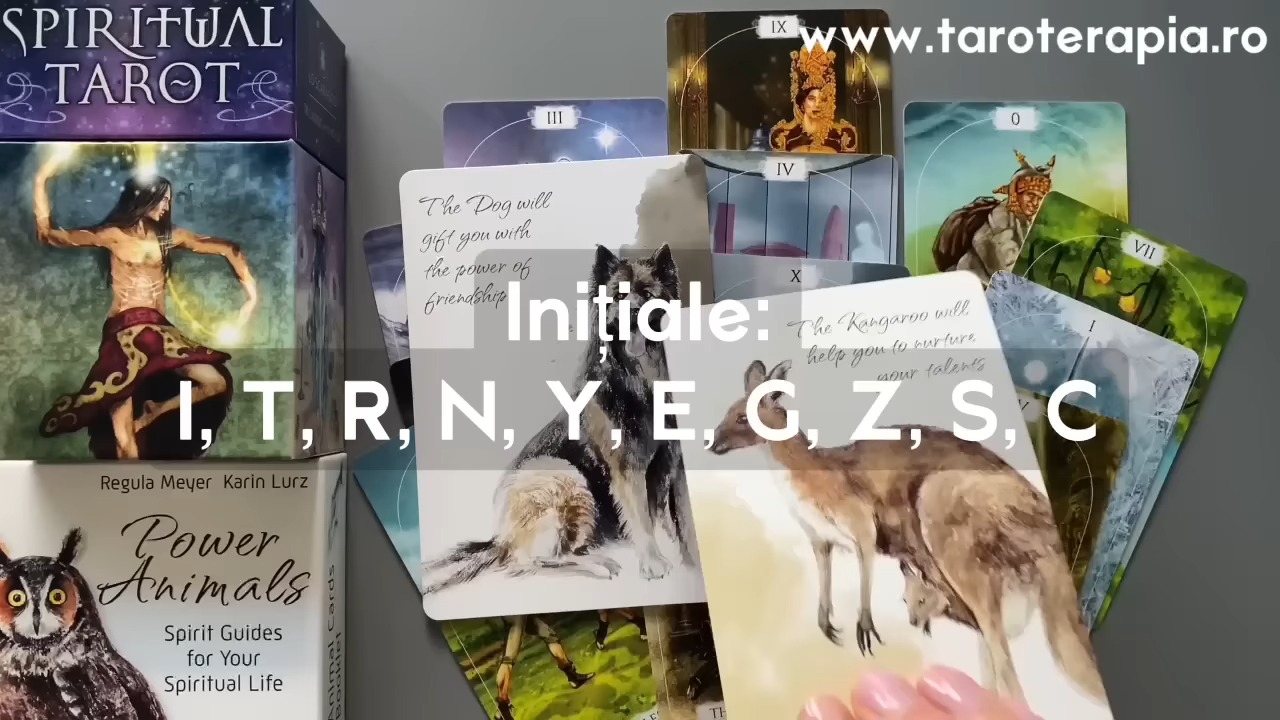 SPIRITUAL
TAROT
www.taroterapia.ro
IX
III
0
IV
VII
X
I
The Dog will
gift you with
the power of
friendship
Inițiale:
I, T, R, N, Y, E, G, Z, S, C
The Kangaroo will
help you to nurture
your talents
Regula Meyer Karin Lurz
Power
Animals
Spirit Guides
for Your
Spiritual Life